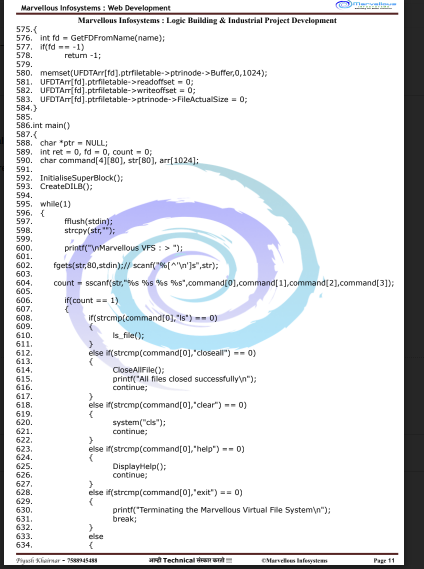 Marvellous Infosystems : Web Development
Marvellous
Marvellous Infosystems : Logic Building & Industrial Project Development
575.{
576. int fd = GetFDFromName(name);
577. if(fd == -1)
578. return -1;
579.
580. memset(UFDTArr[fd].ptrfiletable->ptrinode->Buffer,0,1024);
581. UFDTArr[fd].ptrfiletable->readoffset = 0;
582. UFDTArr[fd].ptrfiletable->writeoffset = 0;
583. UFDTArr[fd].ptrfiletable->ptrinode->FileActualSize = 0;
584.}
585.
586.int main()
587.{
588. char *ptr = NULL;
589. int ret = 0, fd = 0, count = 0;
590. char command[4][80], str[80], arr[1024];
591.
592. InitialiseSuperBlock();
593. CreateDILB();
594.
595. while(1)
596. {
597. fflush(stdin);
598. strcpy(str,"");
599.
600. printf("\nMarvellous VFS : > ");
601.
602. fgets(str,80,stdin);// scanf("%[^'\n']s",str);
603.
604. count = sscanf(str,"%s %s %s %s",command[0],command[1],command[2],command[3]);
605.
606. if(count == 1)
607. {
608. if(strcmp(command[0],"ls") == 0)
609. {
610. ls_file();
611. }
612. else if(strcmp(command[0],"closeall") == 0)
613. {
614. CloseAllFile();
615. printf("All files closed successfully\n");
616. continue;
617. }
618. else if(strcmp(command[0],"clear") == 0)
619. {
620. system("cls");
621. continue;
622. }
623. else if(strcmp(command[0],"help") == 0)
624. {
625. DisplayHelp();
626. continue;
627. }
628. else if(strcmp(command[0],"exit") == 0)
629. {
630. printf("Terminating the Marvellous Virtual File System\n");
631. break;
632. }
633. else
634. {
Piyush Khairnar - 7588945488 आम्ही Technical संस्कार करतो !!! ©Marvellous Infosystems Page 11